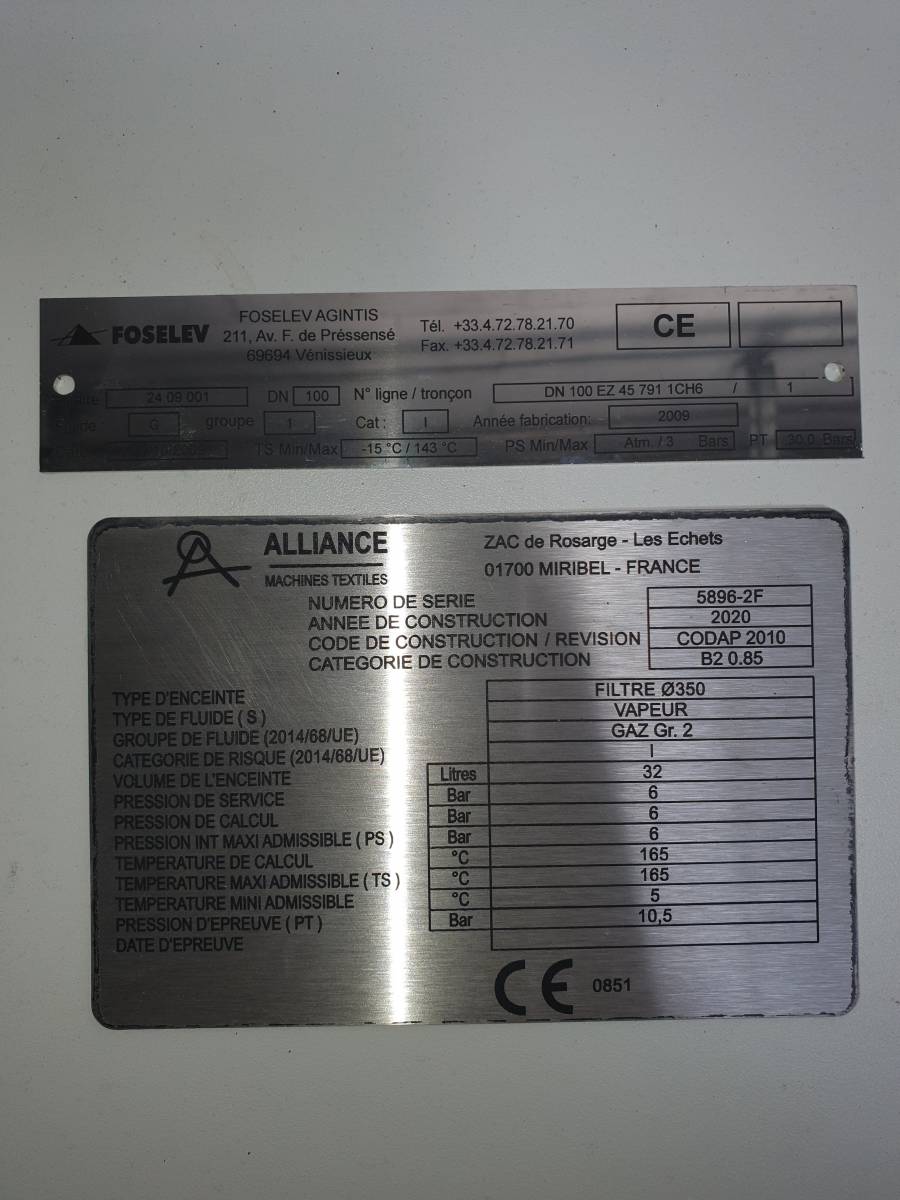 FOSELEV
FOSELEV AGINTIS
211, Av. F. de Préssensé
69694 Vénissieux
Tél. +33.4.72.78.21.70
Fax. +33.4.72.78.21.71
CE
24 09 001 DN 100 N° ligne / tronçon DN 100 EZ 45 791 1CH6 / 1
G groupe 1 Cat : I Année fabrication: 2009
TS Min/Max -15 °C / 143 °C PS Min/Max Atm. / 3 Bars PT 30.0 Bars
ALLIANCE
MACHINES TEXTILES
ZAC de Rosarge - Les Echets
01700 MIRIBEL - FRANCE
NUMERO DE SERIE 5896-2F
ANNEE DE CONSTRUCTION 2020
CODE DE CONSTRUCTION / REVISION CODAP 2010
CATEGORIE DE CONSTRUCTION B2 0.85
TYPE D'ENCEINTE FILTRE Ø350
TYPE DE FLUIDE ( S ) VAPEUR
GROUPE DE FLUIDE (2014/68/UE) GAZ Gr. 2
CATEGORIE DE RISQUE (2014/68/UE) I
VOLUME DE L'ENCEINTE Litres 32
PRESSION DE SERVICE Bar 6
PRESSION DE CALCUL Bar 6
PRESSION INT MAXI ADMISSIBLE ( PS ) Bar 6
TEMPERATURE DE CALCUL °C 165
TEMPERATURE MAXI ADMISSIBLE ( TS ) °C 165
TEMPERATURE MINI ADMISSIBLE °C 5
PRESSION D'EPREUVE ( PT ) Bar 10,5
DATE D'EPREUVE
CE 0851